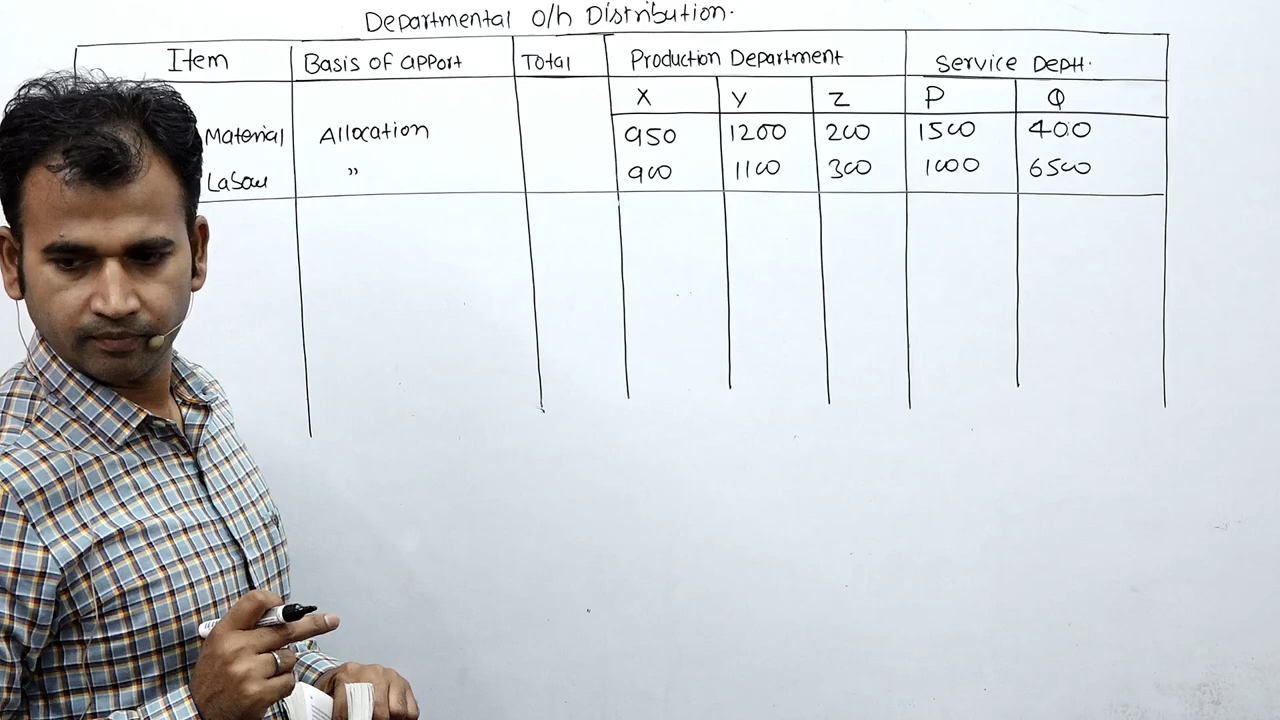 Departmental o/h Distribution.
Item Basis of apport Total Production Department Service Deptt.
X Y Z P Q
Material Allocation 950 1200 200 1500 400
Labour " 900 1100 300 1000 6500